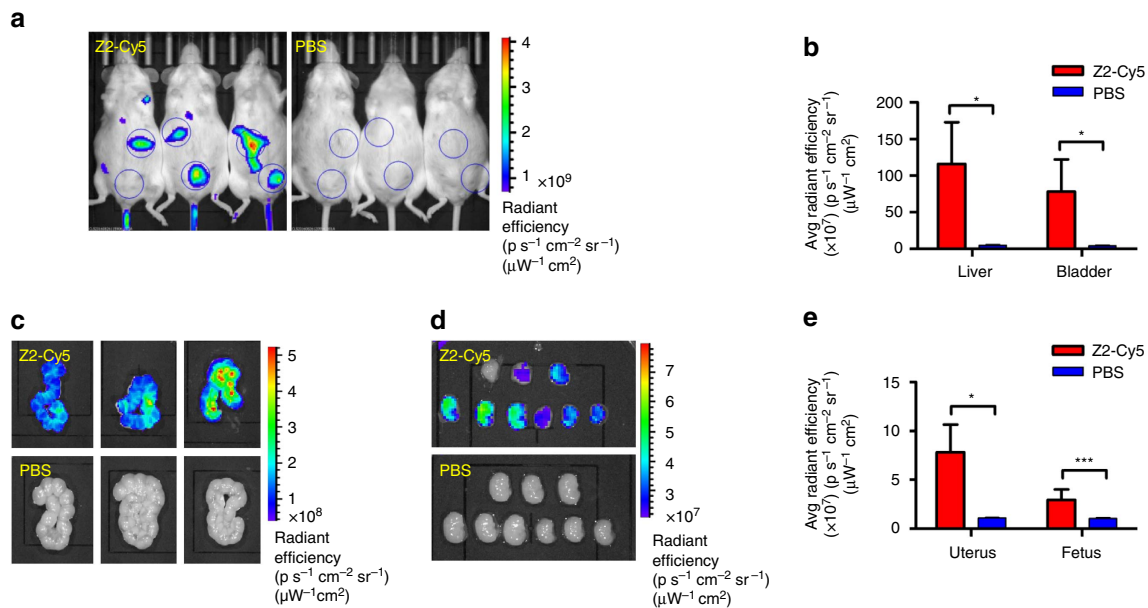 a
Z2-Cy5
PBS
4
3
2
1
×10⁹
Radiant
efficiency
(p s⁻¹ cm⁻² sr⁻¹)
(µW⁻¹ cm²)
b
Z2-Cy5
PBS
Avg radiant efficiency
(×10⁷) (p s⁻¹ cm⁻² sr⁻¹)
(µW⁻¹ cm²)
200
150
100
50
0
*
*
Liver
Bladder
c
Z2-Cy5
PBS
5
4
3
2
1
×10⁸
Radiant
efficiency
(p s⁻¹ cm⁻² sr⁻¹)
(µW⁻¹cm²)
d
Z2-Cy5
PBS
7
6
5
4
3
×10⁷
Radiant
efficiency
(p s⁻¹ cm⁻² sr⁻¹)
(µW⁻¹ cm²)
e
Z2-Cy5
PBS
Avg radiant efficiency
(×10⁷) (p s⁻¹ cm⁻² sr⁻¹)
(µW⁻¹ cm²)
15
10
5
0
*
***
Uterus
Fetus